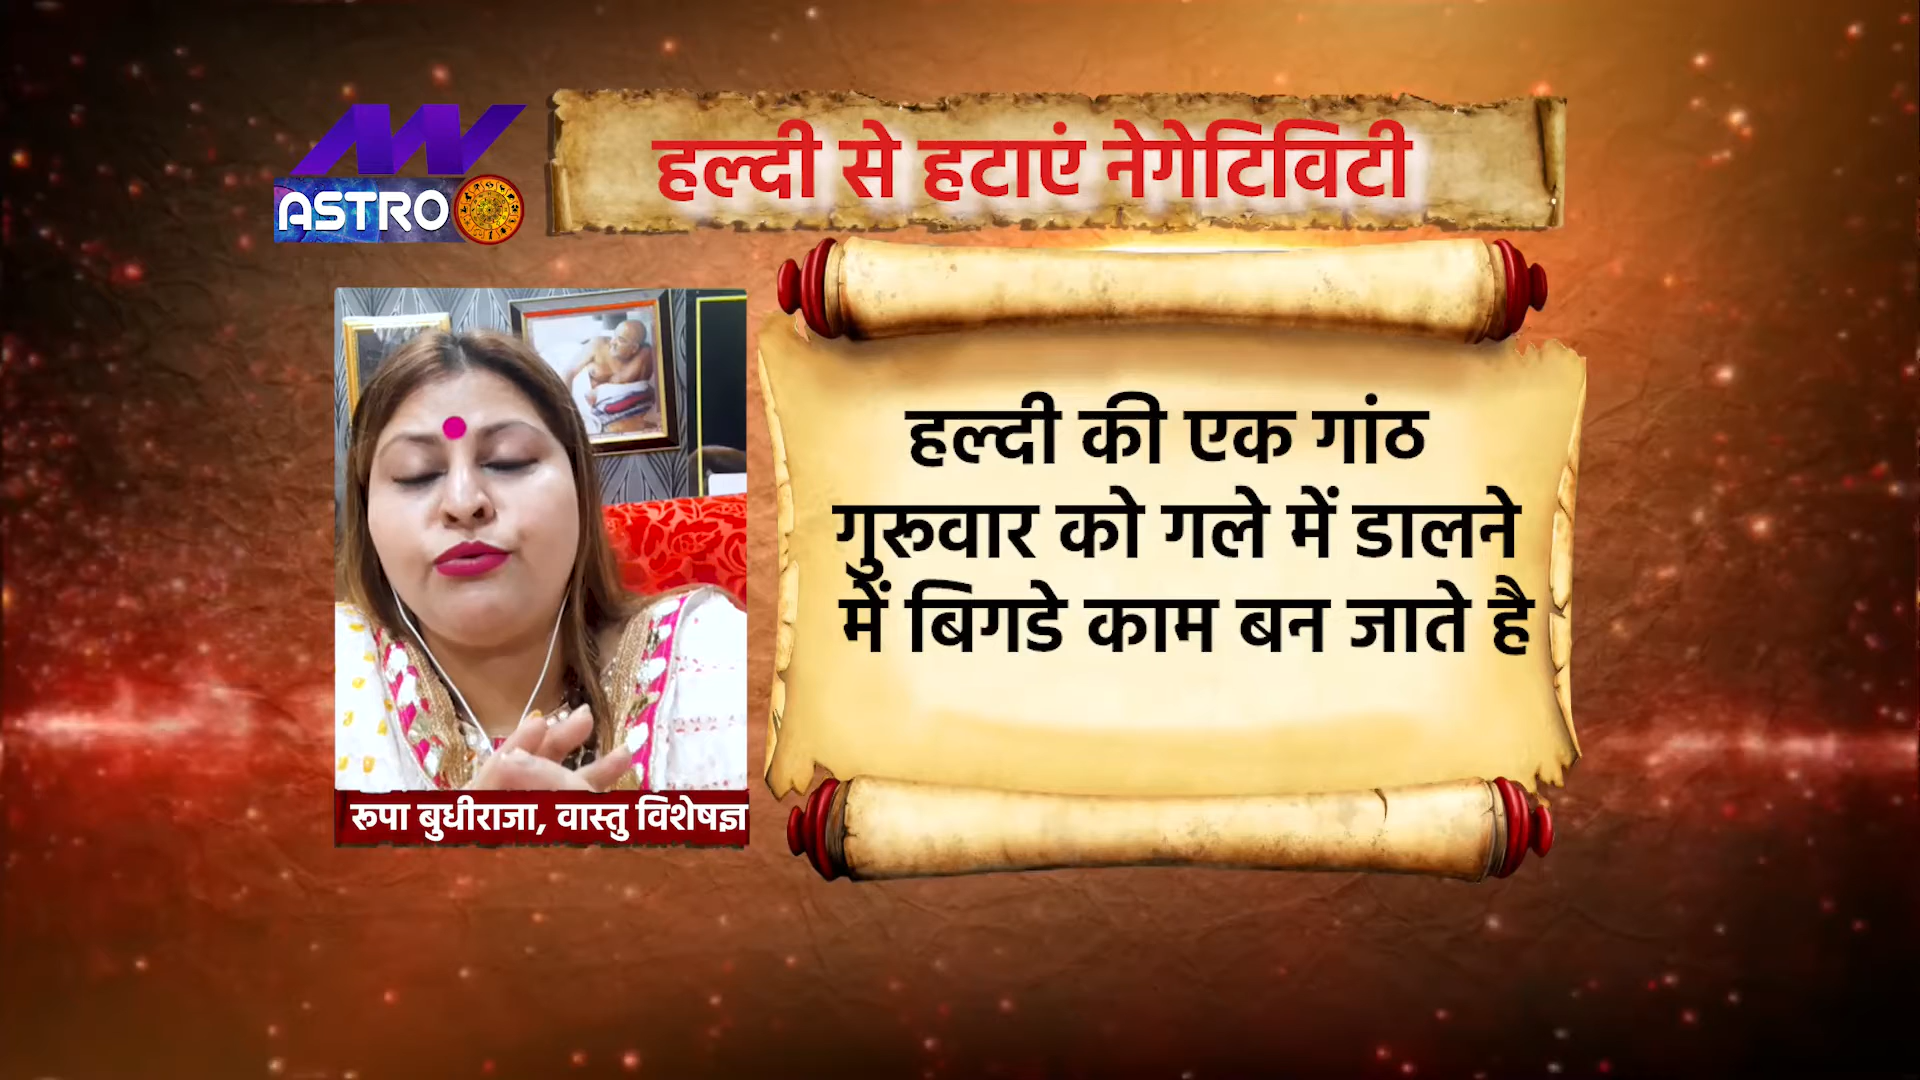 ASTRO
हल्दी से हटाएं नेगेटिविटी
हल्दी की एक गांठ
गुरूवार को गले में डालने
में बिगडे काम बन जाते है
रूपा बुधीराजा, वास्तु विशेषज्ञ